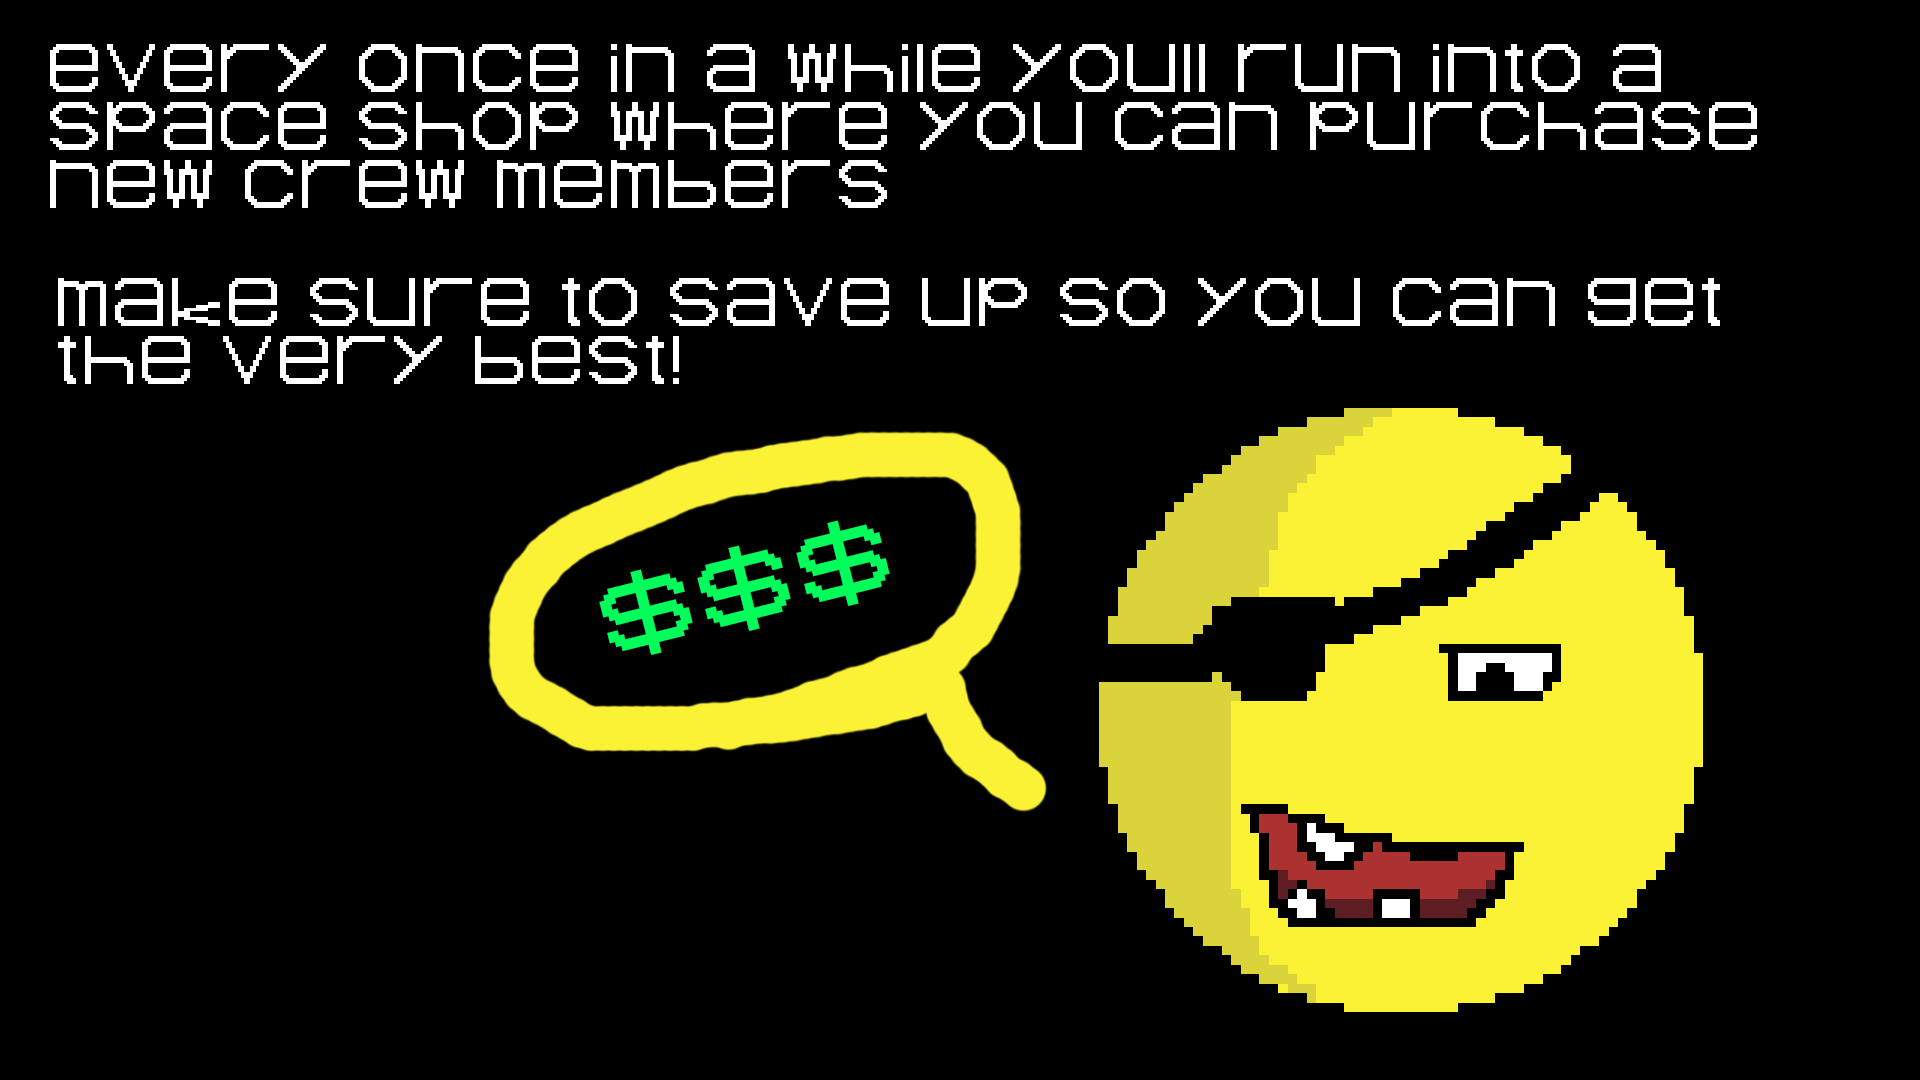 every once in a while youll run into a
space shop where you can purchase
new crew members
make sure to save up so you can get
the very best!
$$$